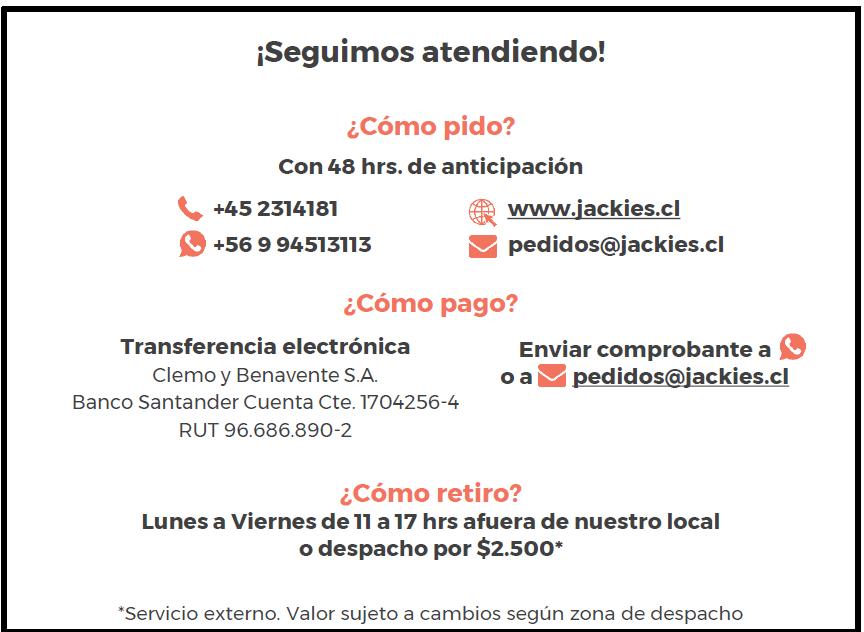 ¡Seguimos atendiendo!
¿Cómo pido?
Con 48 hrs. de anticipación
+45 2314181
+56 9 94513113
www.jackies.cl
pedidos@jackies.cl
¿Cómo pago?
Transferencia electrónica
Clemo y Benavente S.A.
Banco Santander Cuenta Cte. 1704256-4
RUT 96.686.890-2
Enviar comprobante a
o a pedidos@jackies.cl
¿Cómo retiro?
Lunes a Viernes de 11 a 17 hrs afuera de nuestro local
o despacho por $2.500*
*Servicio externo. Valor sujeto a cambios según zona de despacho